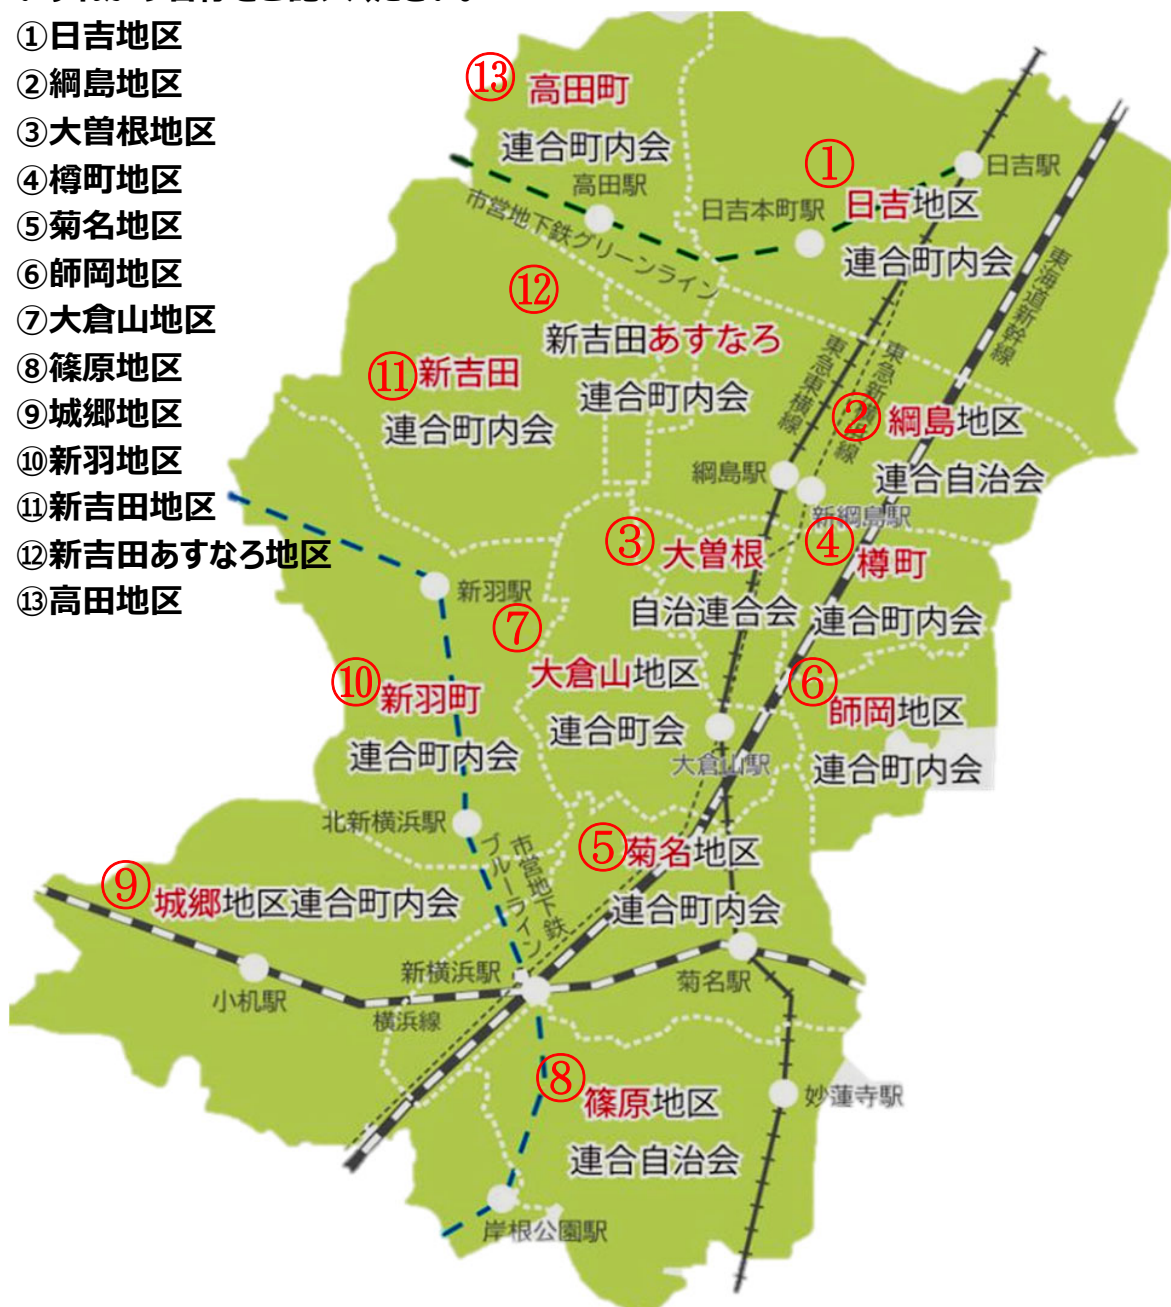 ①日吉地区
②綱島地区
③大曽根地区
④樽町地区
⑤菊名地区
⑥師岡地区
⑦大倉山地区
⑧篠原地区
⑨城郷地区
⑩新羽地区
⑪新吉田地区
⑫新吉田あすなろ地区
⑬高田地区
⑬
高田町
連合町内会
高田駅
市営地下鉄グリーンライン
①
日吉駅
日吉本町駅
日吉地区
連合町内会
東海道新幹線
⑫
新吉田あすなろ
連合町内会
⑪
新吉田
連合町内会
東急東横線
東急新横浜線
②
綱島地区
連合自治会
綱島駅
新綱島駅
③
大曽根
自治連合会
④
樽町
連合町内会
新羽駅
⑦
大倉山地区
連合町会
大倉山駅
⑥
師岡地区
連合町内会
⑩
新羽町
連合町内会
北新横浜駅
市営地下鉄
ブルーライン
⑤
菊名地区
連合町内会
⑨
城郷地区連合町内会
新横浜駅
菊名駅
小机駅
横浜線
⑧
篠原地区
連合自治会
妙蓮寺駅
岸根公園駅